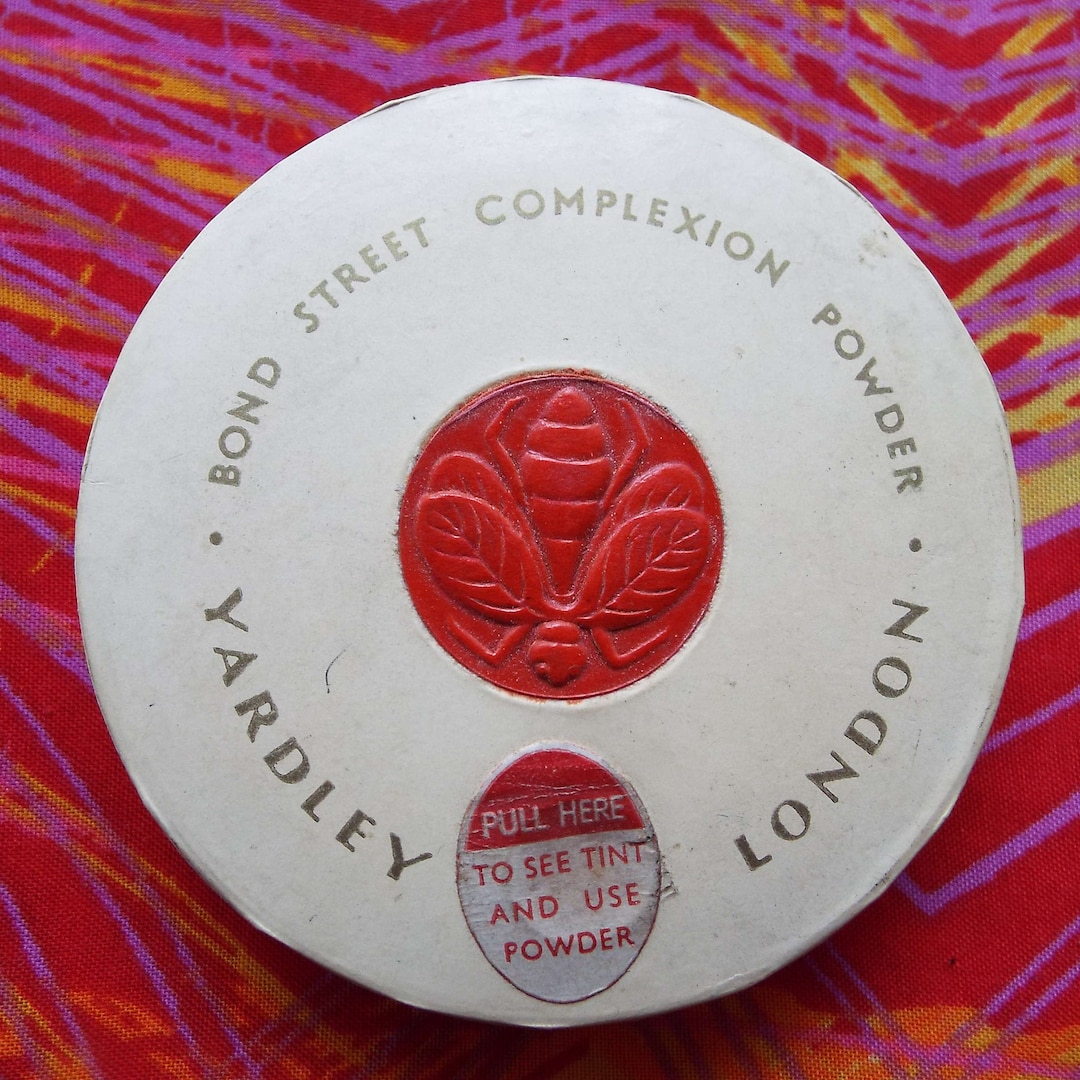 • BOND STREET COMPLEXION POWDER •
YARDLEY LONDON
PULL HERE
TO SEE TINT
AND USE
POWDER